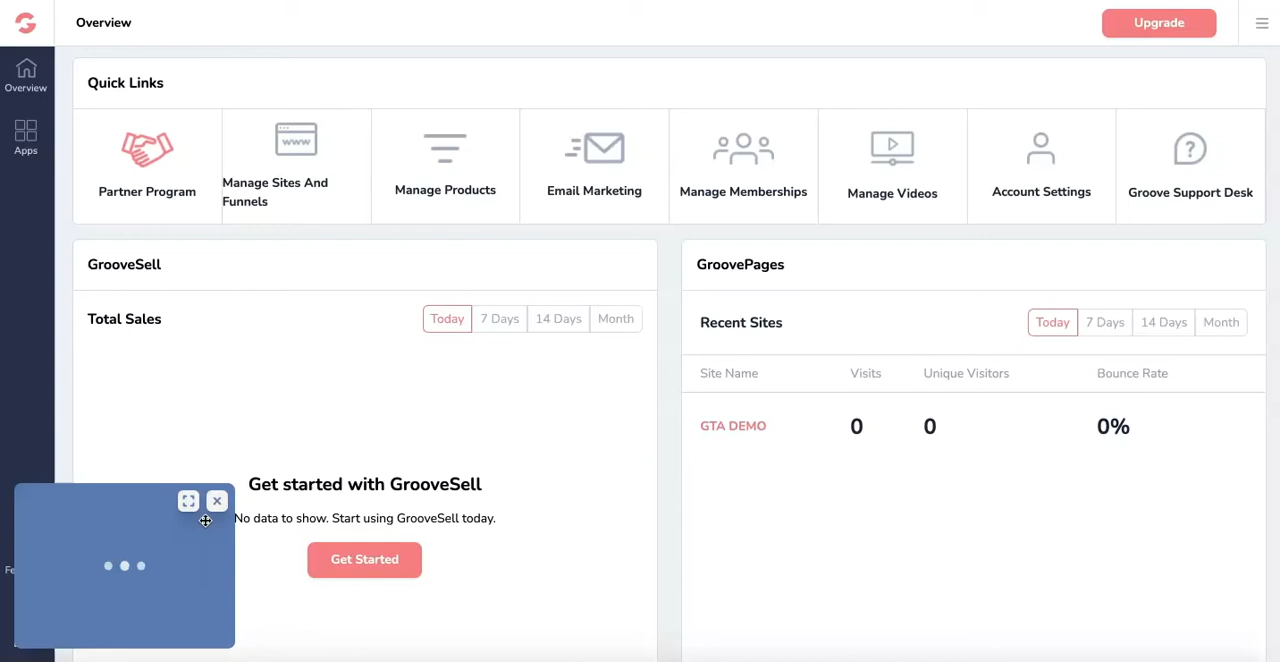 Overview
Upgrade
Overview
Apps
Quick Links
Partner Program
www
Manage Sites And
Funnels
Manage Products
Email Marketing
Manage Memberships
Manage Videos
?
Account Settings
Groove Support Desk
GrooveSell
Total Sales
Today 7 Days 14 Days Month
Get started with GrooveSell
No data to show. Start using GrooveSell today.
Get Started
GroovePages
Recent Sites
Today 7 Days 14 Days Month
Site Name Visits Unique Visitors Bounce Rate
GTA DEMO 0 0 0%